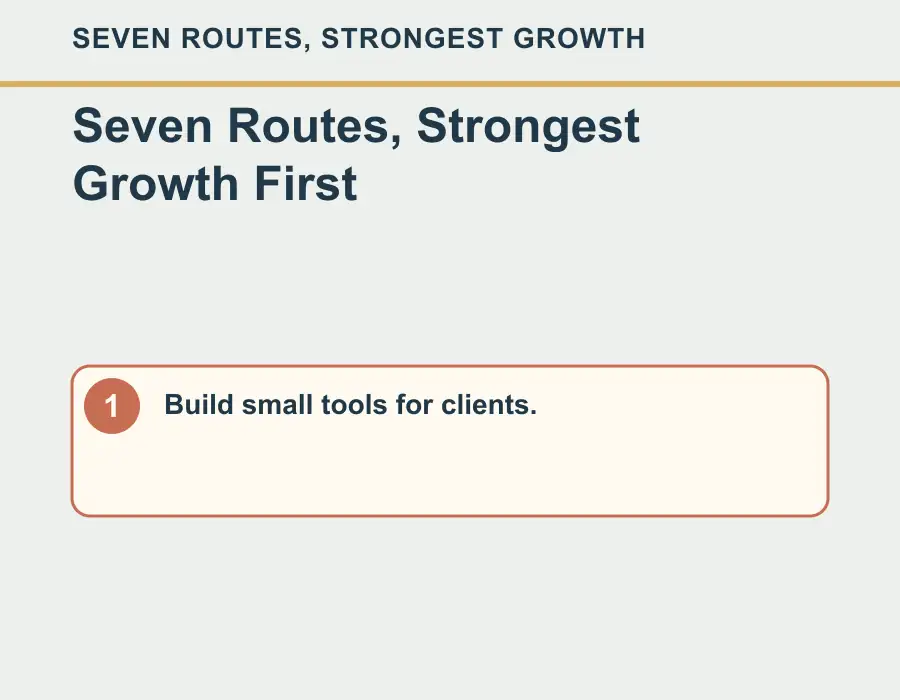 SEVEN ROUTES, STRONGEST GROWTH
Seven Routes, Strongest
Growth First
1
Build small tools for clients.